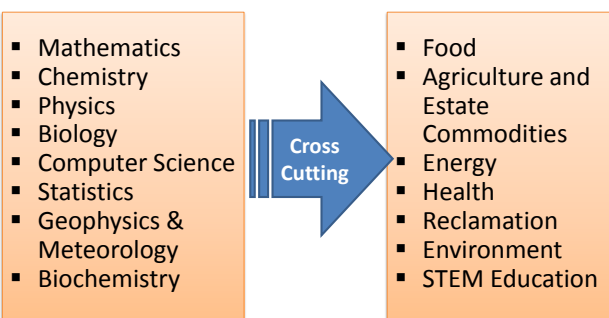 ▪ Mathematics
▪ Chemistry
▪ Physics
▪ Biology
▪ Computer Science
▪ Statistics
▪ Geophysics &
Meteorology
▪ Biochemistry
Cross
Cutting
▪ Food
▪ Agriculture and
Estate
Commodities
▪ Energy
▪ Health
▪ Reclamation
▪ Environment
▪ STEM Education